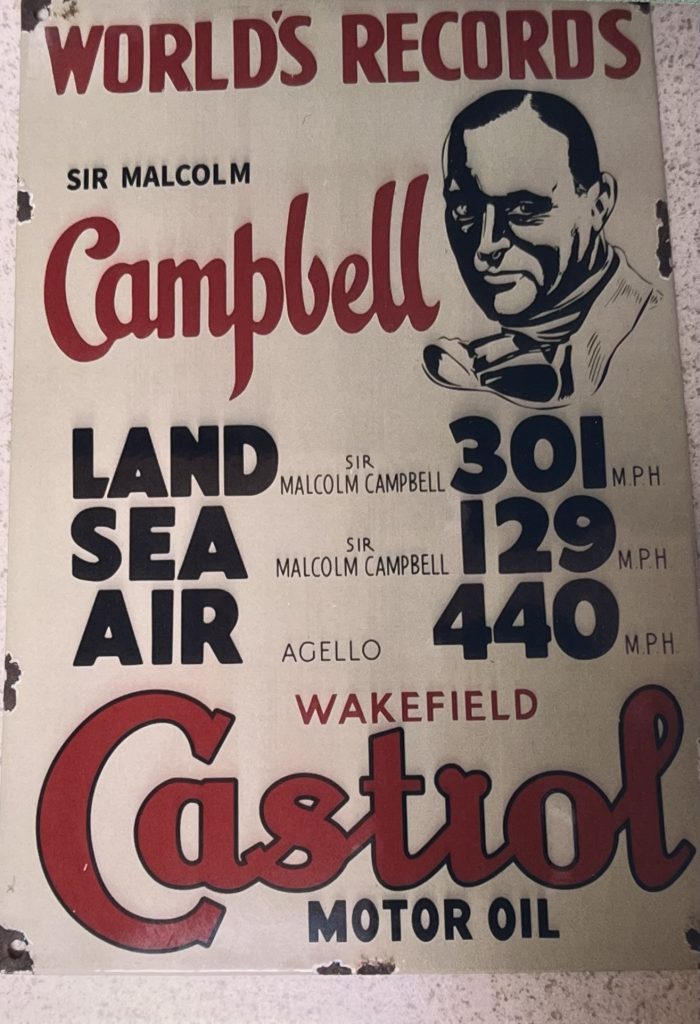 WORLD'S RECORDS
SIR MALCOLM
Campbell
LAND SIR MALCOLM CAMPBELL 301 M.P.H
SEA SIR MALCOLM CAMPBELL 129 M.P.H
AIR AGELLO 440 M.P.H
WAKEFIELD
Castrol
MOTOR OIL